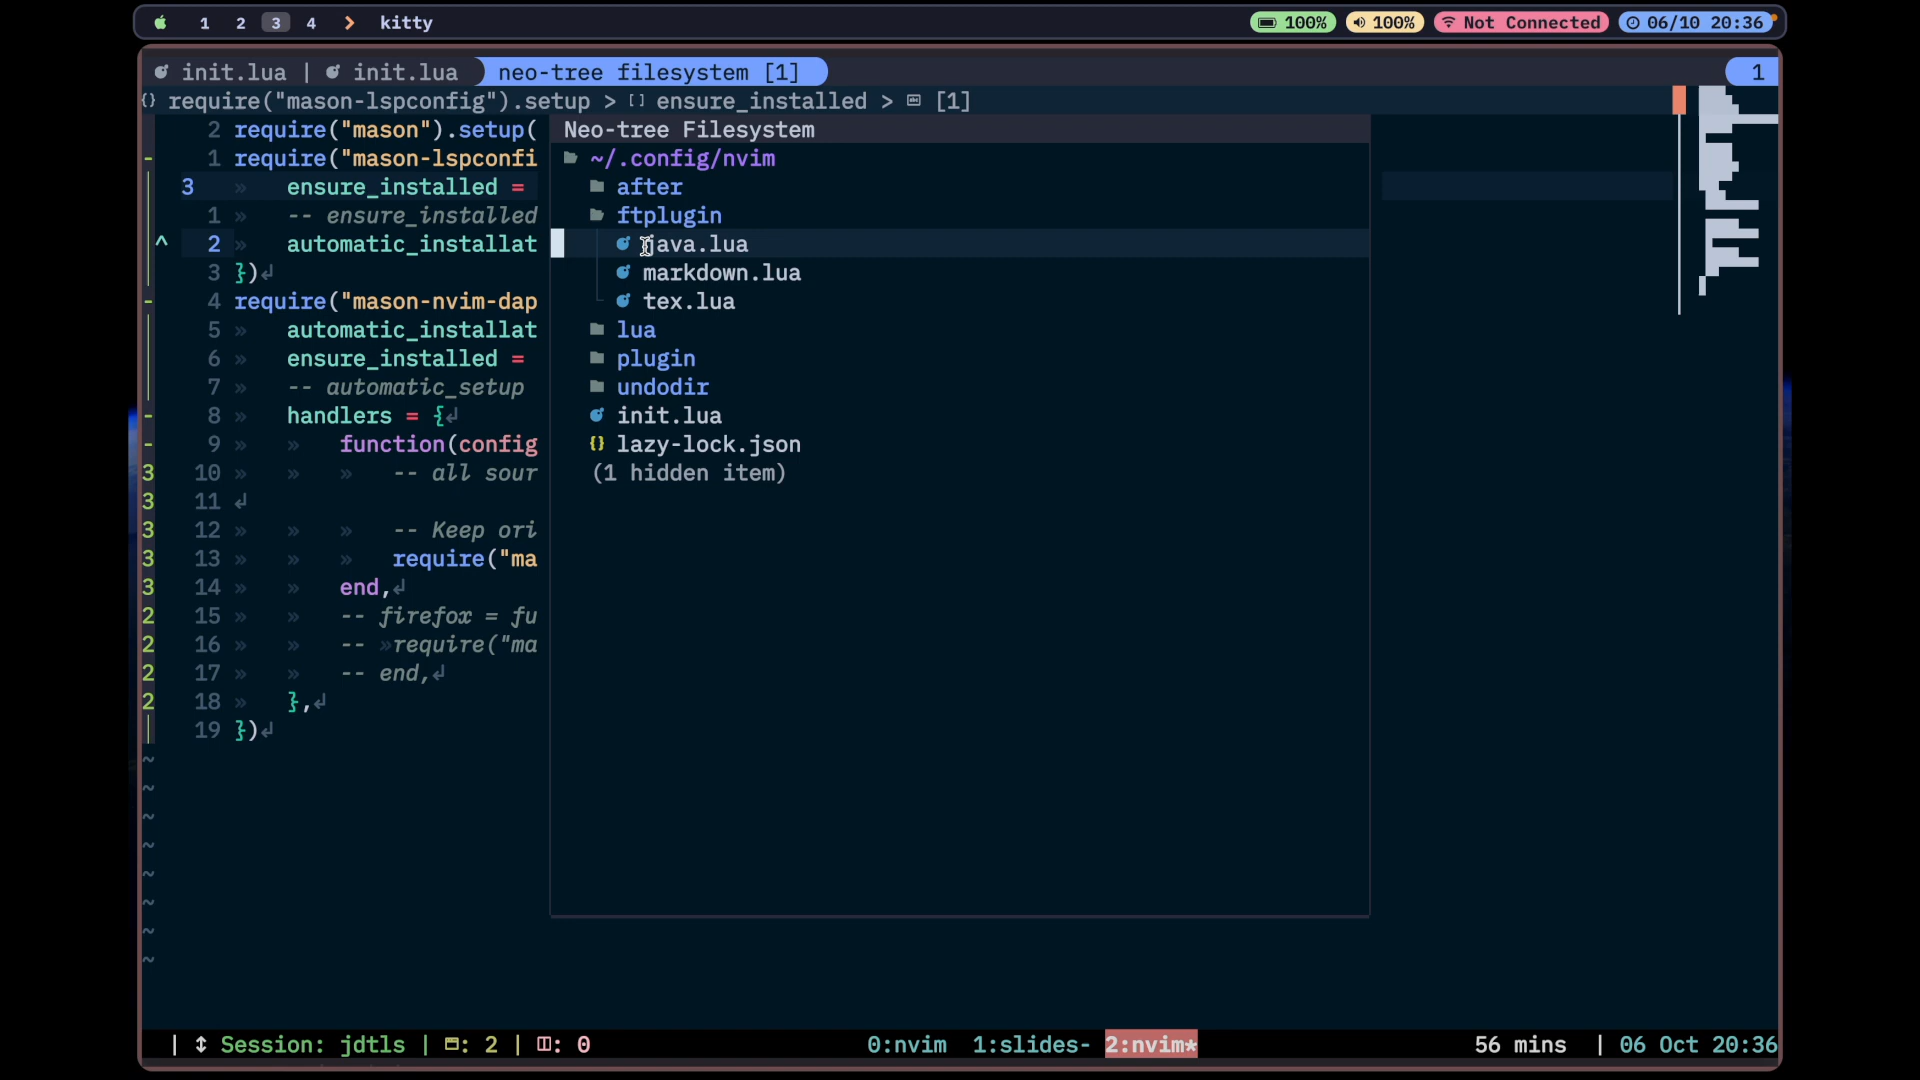 1 2 3 4 > kitty 100% 100% Not Connected 06/10 20:36
init.lua | init.lua neo-tree filesystem [1] 1
{} require("mason-lspconfig").setup > [] ensure_installed > [1]
2 require("mason").setup(
1 require("mason-lspconfi
3 » ensure_installed =
1 » -- ensure_installed
^ 2 » automatic_installat
3 })↲
4 require("mason-nvim-dap
5 » automatic_installat
6 » ensure_installed =
7 » -- automatic_setup
8 » handlers = {↲
9 » » function(config
3 10 » » » -- all sour
3 11 ↲
3 12 » » » -- Keep ori
3 13 » » » require("ma
3 14 » » end,↲
2 15 » » -- firefox = fu
2 16 » » -- »require("ma
2 17 » » -- end,↲
2 18 » },↲
19 })↲
~
~
~
~
~
~
~
~
Neo-tree Filesystem
~/.config/nvim
after
ftplugin
java.lua
markdown.lua
tex.lua
lua
plugin
undodir
init.lua
{} lazy-lock.json
(1 hidden item)
| ↕ Session: jdtls | : 2 | : 0 0:nvim 1:slides- 2:nvim* 56 mins | 06 Oct 20:36